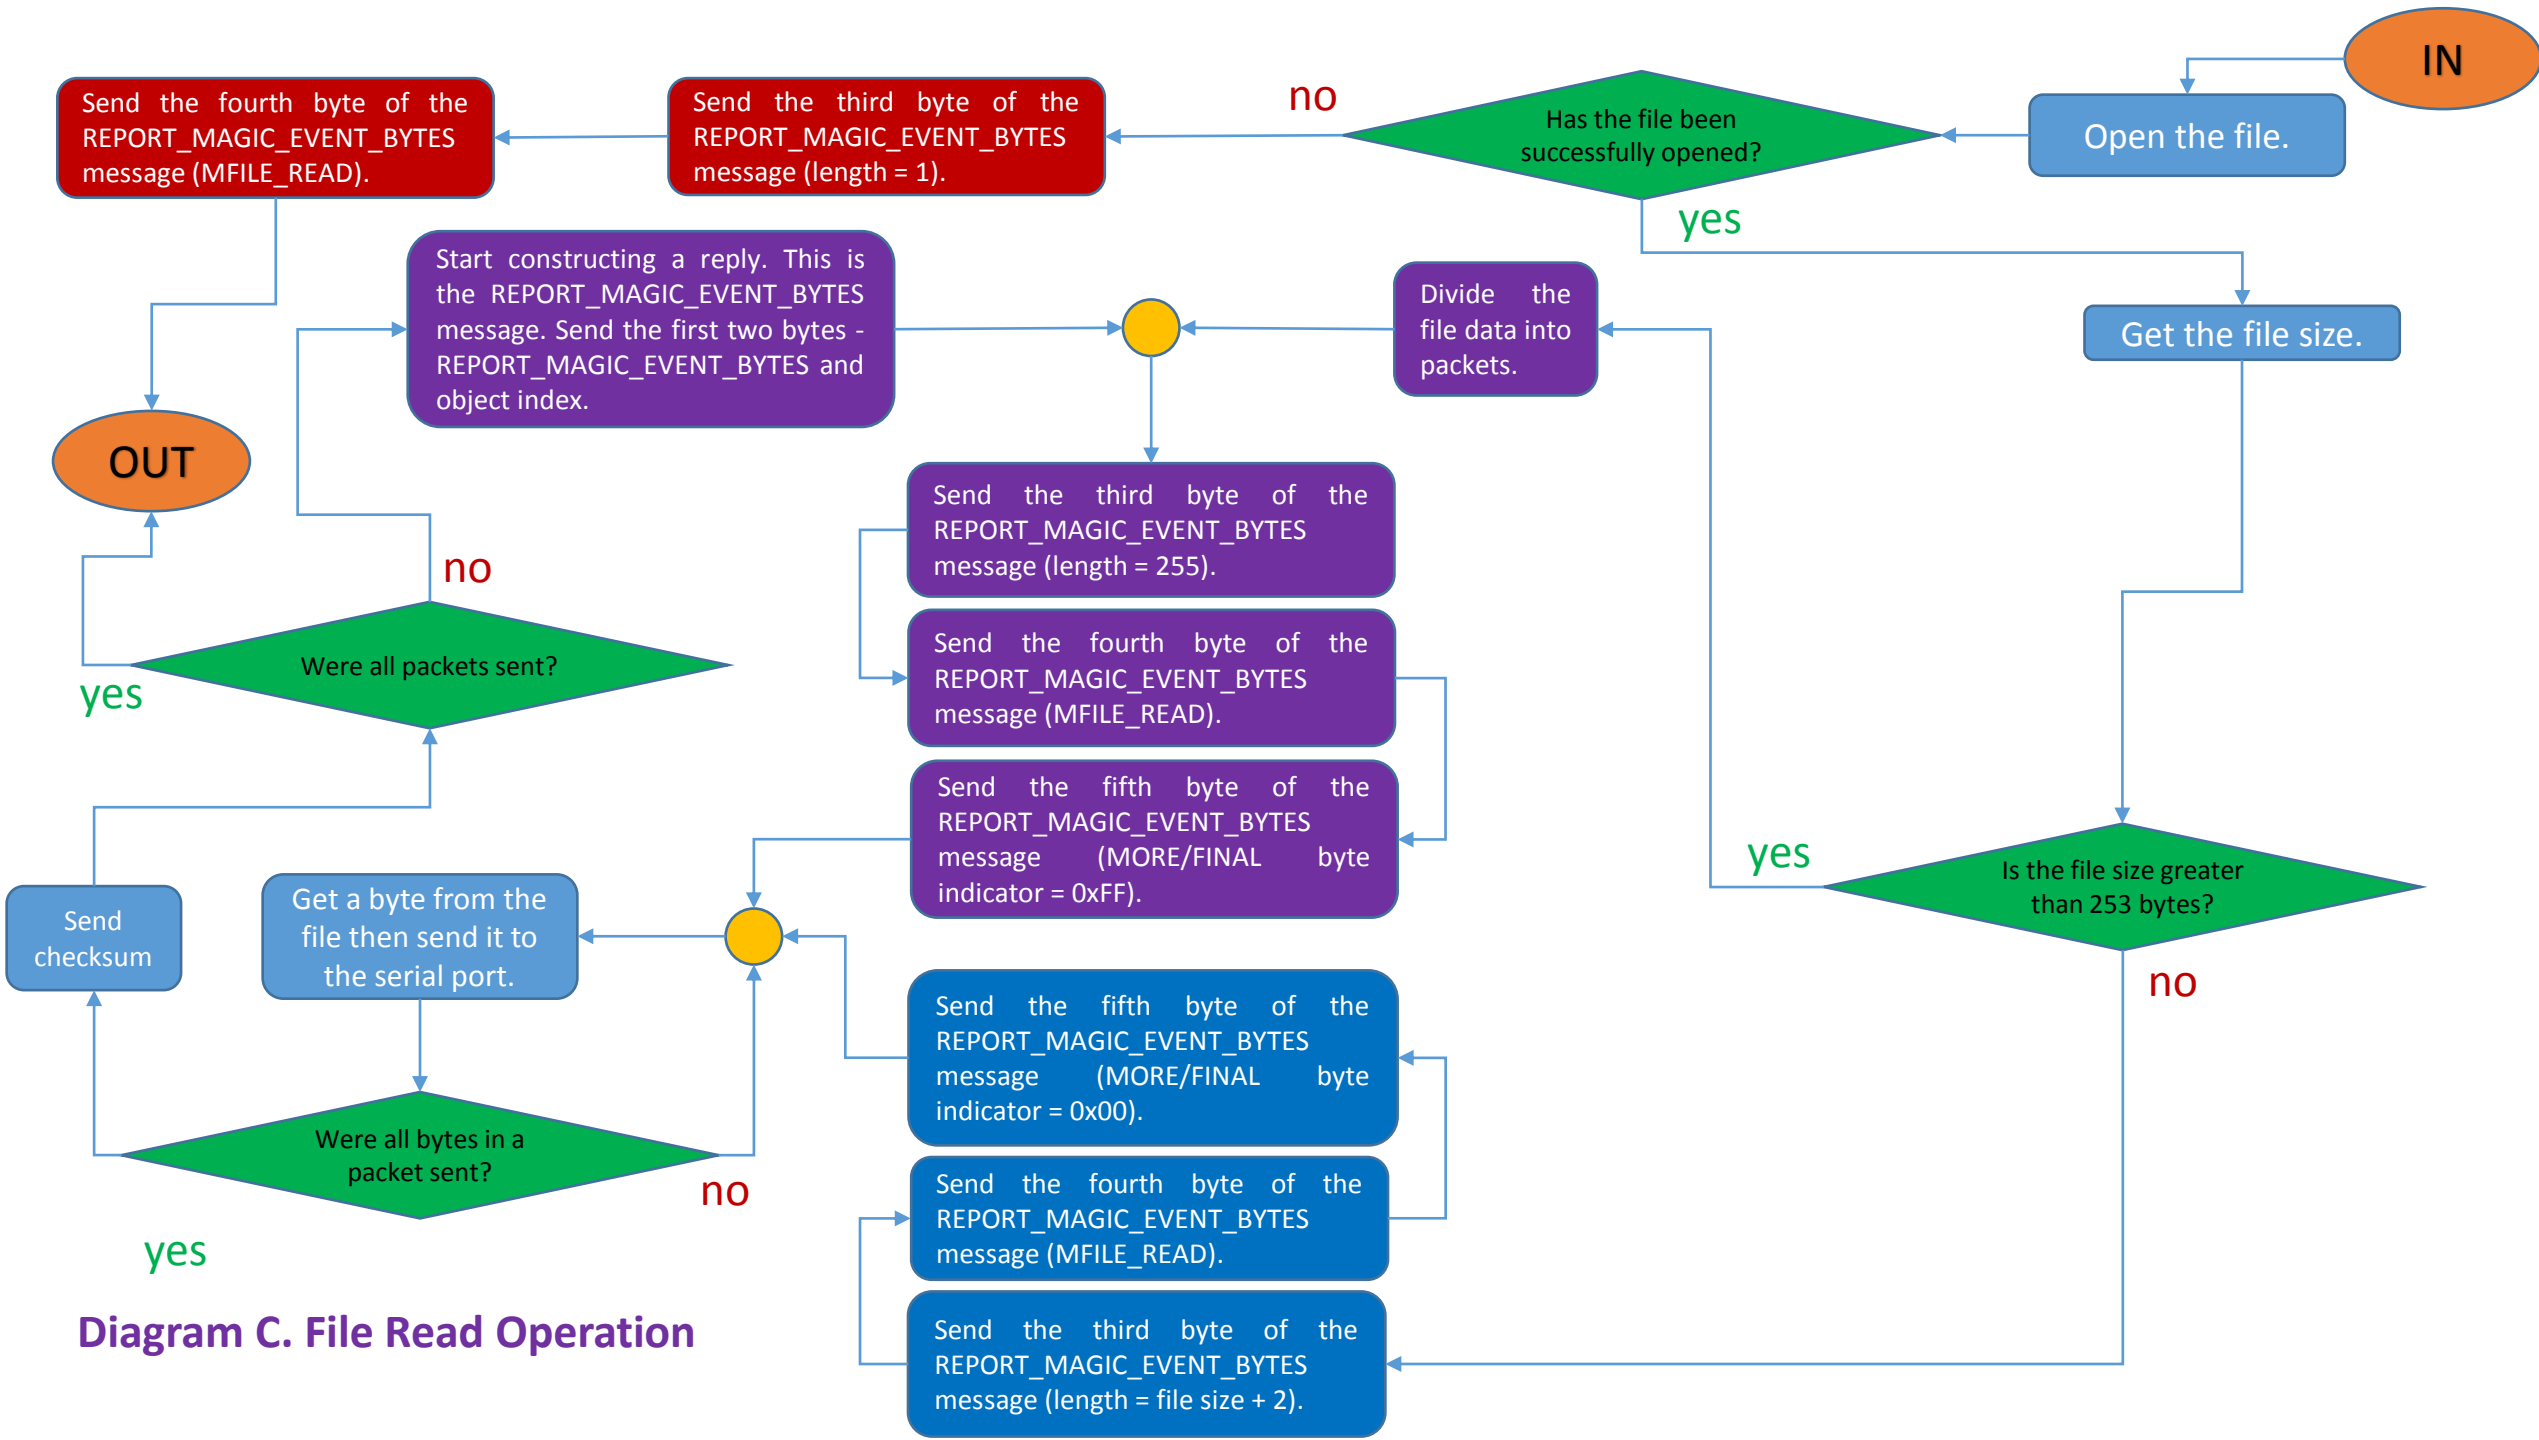 IN
Open the file.
Has the file been
successfully opened?
no
yes
Send the third byte of the
REPORT_MAGIC_EVENT_BYTES
message (length = 1).
Send the fourth byte of the
REPORT_MAGIC_EVENT_BYTES
message (MFILE_READ).
Get the file size.
Is the file size greater
than 253 bytes?
yes
no
Divide the
file data into
packets.
Start constructing a reply. This is
the REPORT_MAGIC_EVENT_BYTES
message. Send the first two bytes -
REPORT_MAGIC_EVENT_BYTES and
object index.
OUT
Send the third byte of the
REPORT_MAGIC_EVENT_BYTES
message (length = 255).
Send the fourth byte of the
REPORT_MAGIC_EVENT_BYTES
message (MFILE_READ).
Send the fifth byte of the
REPORT_MAGIC_EVENT_BYTES
message (MORE/FINAL byte
indicator = 0xFF).
no
Were all packets sent?
yes
Send
checksum
Get a byte from the
file then send it to
the serial port.
Send the fifth byte of the
REPORT_MAGIC_EVENT_BYTES
message (MORE/FINAL byte
indicator = 0x00).
Were all bytes in a
packet sent?
no
yes
Send the fourth byte of the
REPORT_MAGIC_EVENT_BYTES
message (MFILE_READ).
Send the third byte of the
REPORT_MAGIC_EVENT_BYTES
message (length = file size + 2).
Diagram C. File Read Operation